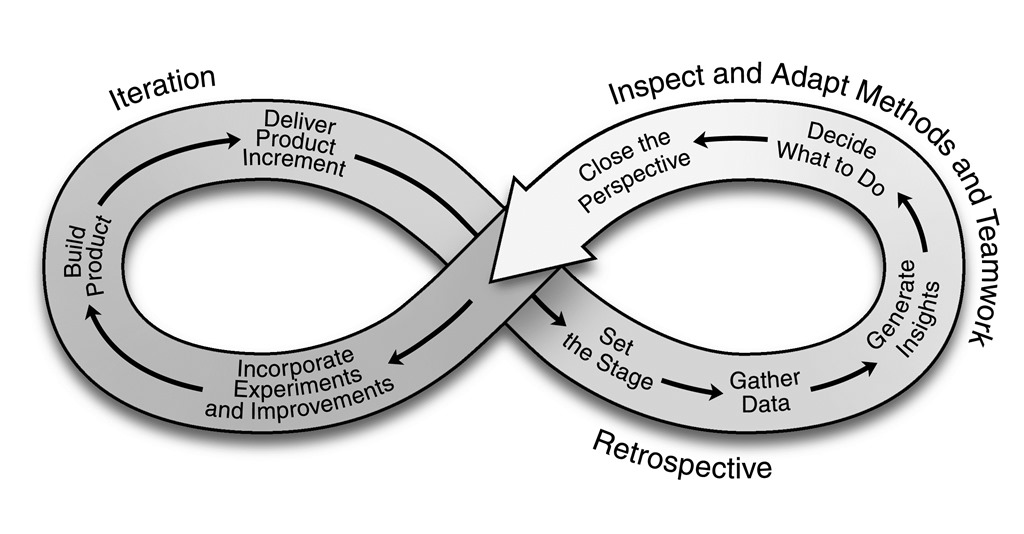 Iteration
Deliver
Product
Increment
Build
Product
Incorporate
Experiments
and Improvements
Inspect and Adapt Methods and Teamwork
Close the
Perspective
Decide
What to Do
Generate
Insights
Set
the Stage
Gather
Data
Retrospective